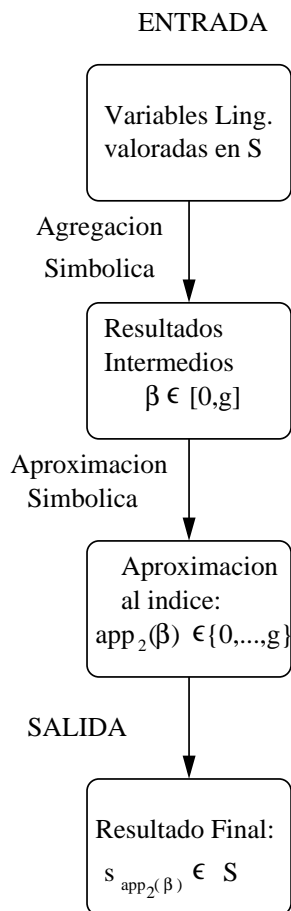 ENTRADA
Variables Ling.
valoradas en S
Agregacion
Simbolica
Resultados
Intermedios
β ϵ [0,g]
Aproximacion
Simbolica
Aproximacion
al indice:
app₂(β) ϵ{0,...,g}
SALIDA
Resultado Final:
s app₂(β) ϵ S